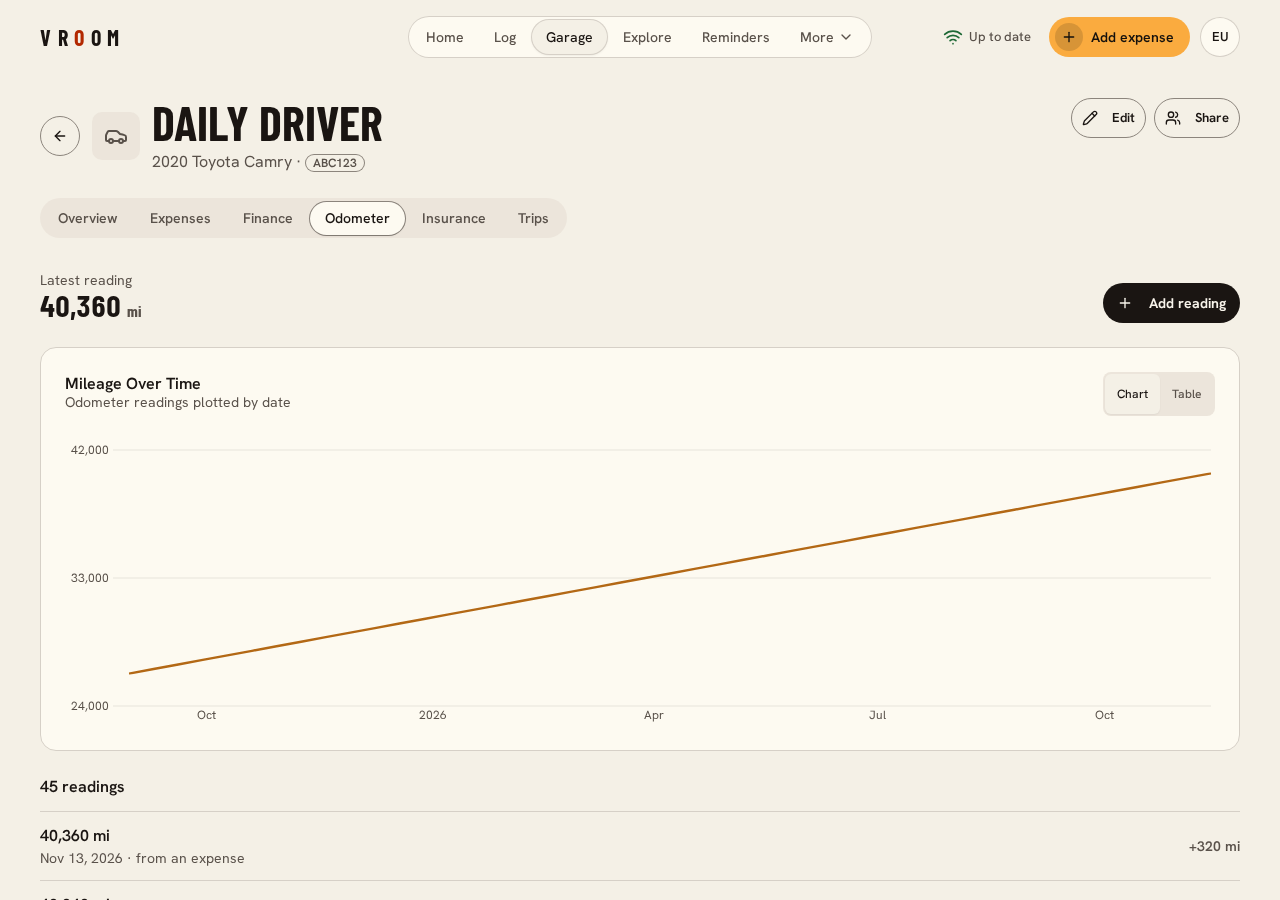 VROOM
Home Log Garage Explore Reminders More
Up to date
Add expense
EU
DAILY DRIVER
2020 Toyota Camry · ABC123
Edit
Share
Overview Expenses Finance Odometer Insurance Trips
Latest reading
40,360 mi
Add reading
Mileage Over Time
Odometer readings plotted by date
Chart Table
42,000
33,000
24,000
Oct 2026 Apr Jul Oct
45 readings
40,360 mi
Nov 13, 2026 · from an expense
+320 mi